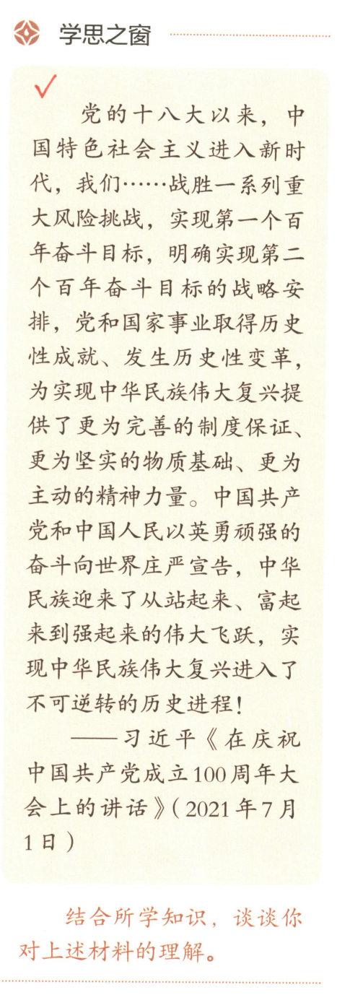 学思之窗
党的十八大以来，中
国特色社会主义进入新时
代，我们……战胜一系列重
大风险挑战，实现第一个百
年奋斗目标，明确实现第二
个百年奋斗目标的战略安
排，党和国家事业取得历史
性成就、发生历史性变革，
为实现中华民族伟大复兴提
供了更为完善的制度保证、
更为坚实的物质基础、更为
主动的精神力量。中国共产
党和中国人民以英勇顽强的
奋斗向世界庄严宣告，中华
民族迎来了从站起来、富起
来到强起来的伟大飞跃，实
现中华民族伟大复兴进入了
不可逆转的历史进程！
——习近平《在庆祝
中国共产党成立100周年大
会上的讲话》（2021年7月
1日）
结合所学知识，谈谈你
对上述材料的理解。